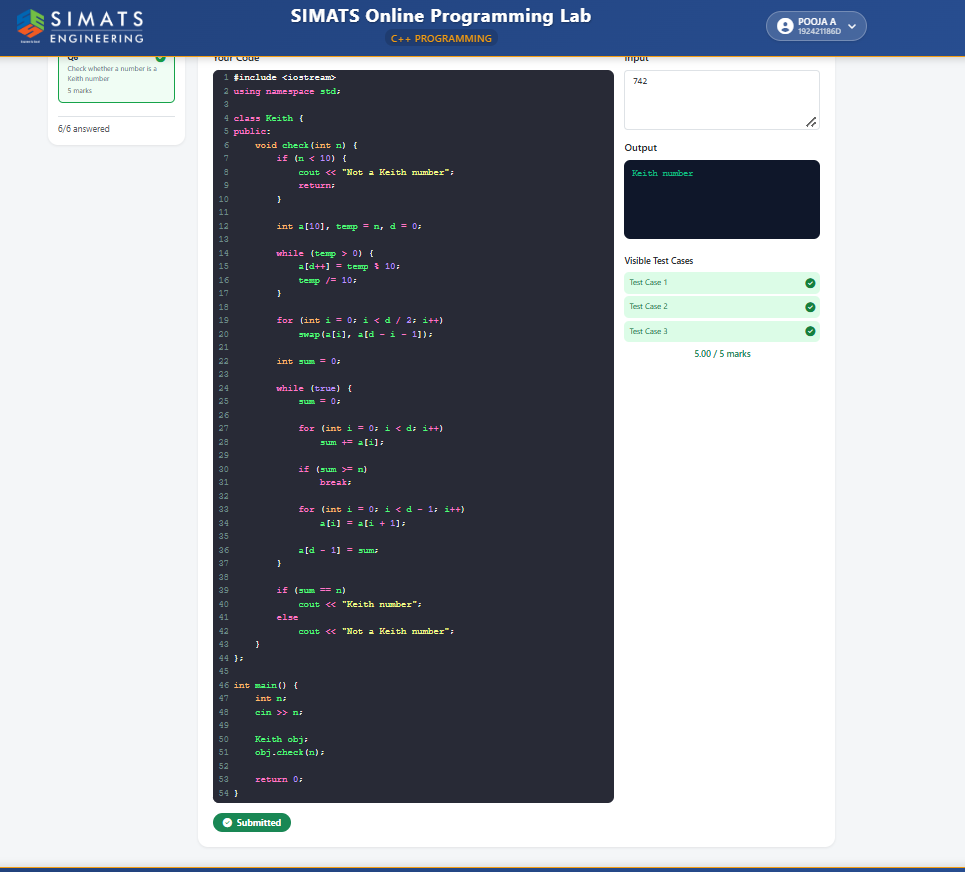 SIMATS
ENGINEERING
SIMATS Online Programming Lab
C++ PROGRAMMING
POOJA A
192421186D
Q6
Check whether a number is a
Keith number
5 marks
6/6 answered
Your Code
1 #include <iostream>
2 using namespace std;
3
4 class Keith {
5 public:
6     void check(int n) {
7         if (n < 10) {
8             cout << "Not a Keith number";
9             return;
10         }
11
12         int a[10], temp = n, d = 0;
13
14         while (temp > 0) {
15             a[d++] = temp % 10;
16             temp /= 10;
17         }
18
19         for (int i = 0; i < d / 2; i++)
20             swap(a[i], a[d - i - 1]);
21
22         int sum = 0;
23
24         while (true) {
25             sum = 0;
26
27             for (int i = 0; i < d; i++)
28                 sum += a[i];
29
30             if (sum >= n)
31                 break;
32
33             for (int i = 0; i < d - 1; i++)
34                 a[i] = a[i + 1];
35
36             a[d - 1] = sum;
37         }
38
39         if (sum == n)
40             cout << "Keith number";
41         else
42             cout << "Not a Keith number";
43     }
44 };
45
46 int main() {
47     int n;
48     cin >> n;
49
50     Keith obj;
51     obj.check(n);
52
53     return 0;
54 }
Submitted
Input
742
Output
Keith number
Visible Test Cases
Test Case 1
Test Case 2
Test Case 3
5.00 / 5 marks